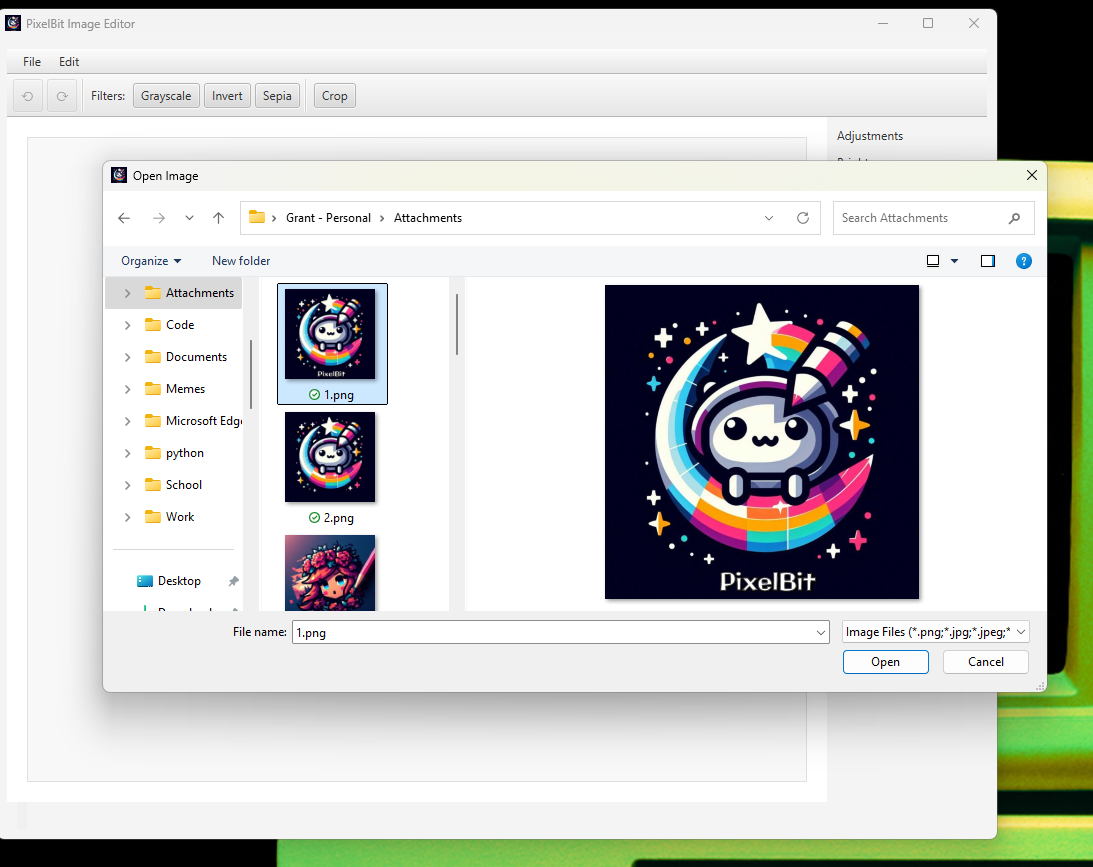 PixelBit Image Editor
File Edit
Filters: Grayscale Invert Sepia Crop
Adjustments
Open Image
Grant - Personal Attachments
Search Attachments
Organize New folder
Attachments
Code
Documents
Memes
Microsoft Edg
python
School
Work
Desktop
PixelBit
1.png
2.png
PixelBit
File name: 1.png
Image Files (*.png;*.jpg;*.jpeg;*
Open Cancel